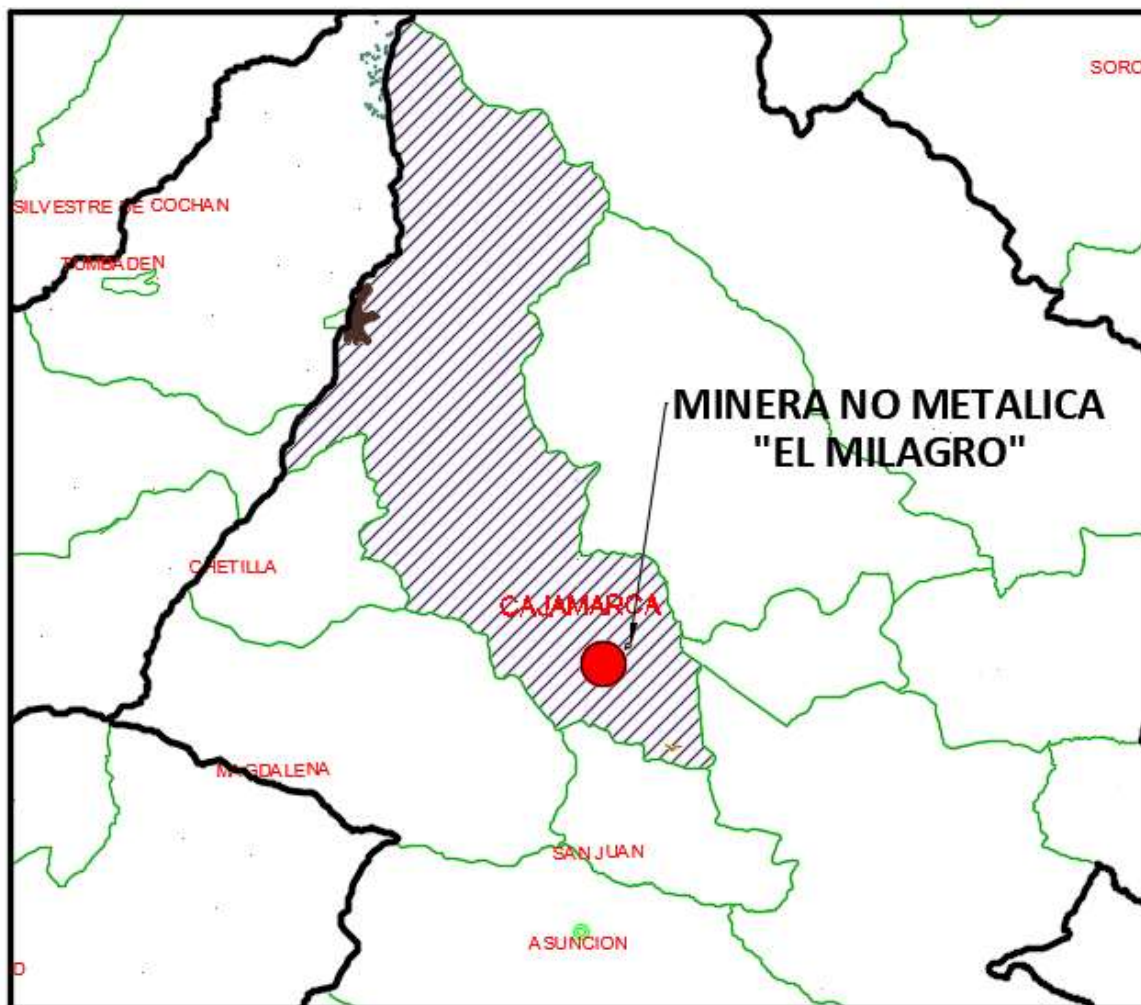 SORO
SILVESTRE DE COCHAN
TUMBADEN
MINERA NO METALICA
"EL MILAGRO"
CHETILLA
CAJAMARCA
MAGDALENA
SAN JUAN
ASUNCION
O